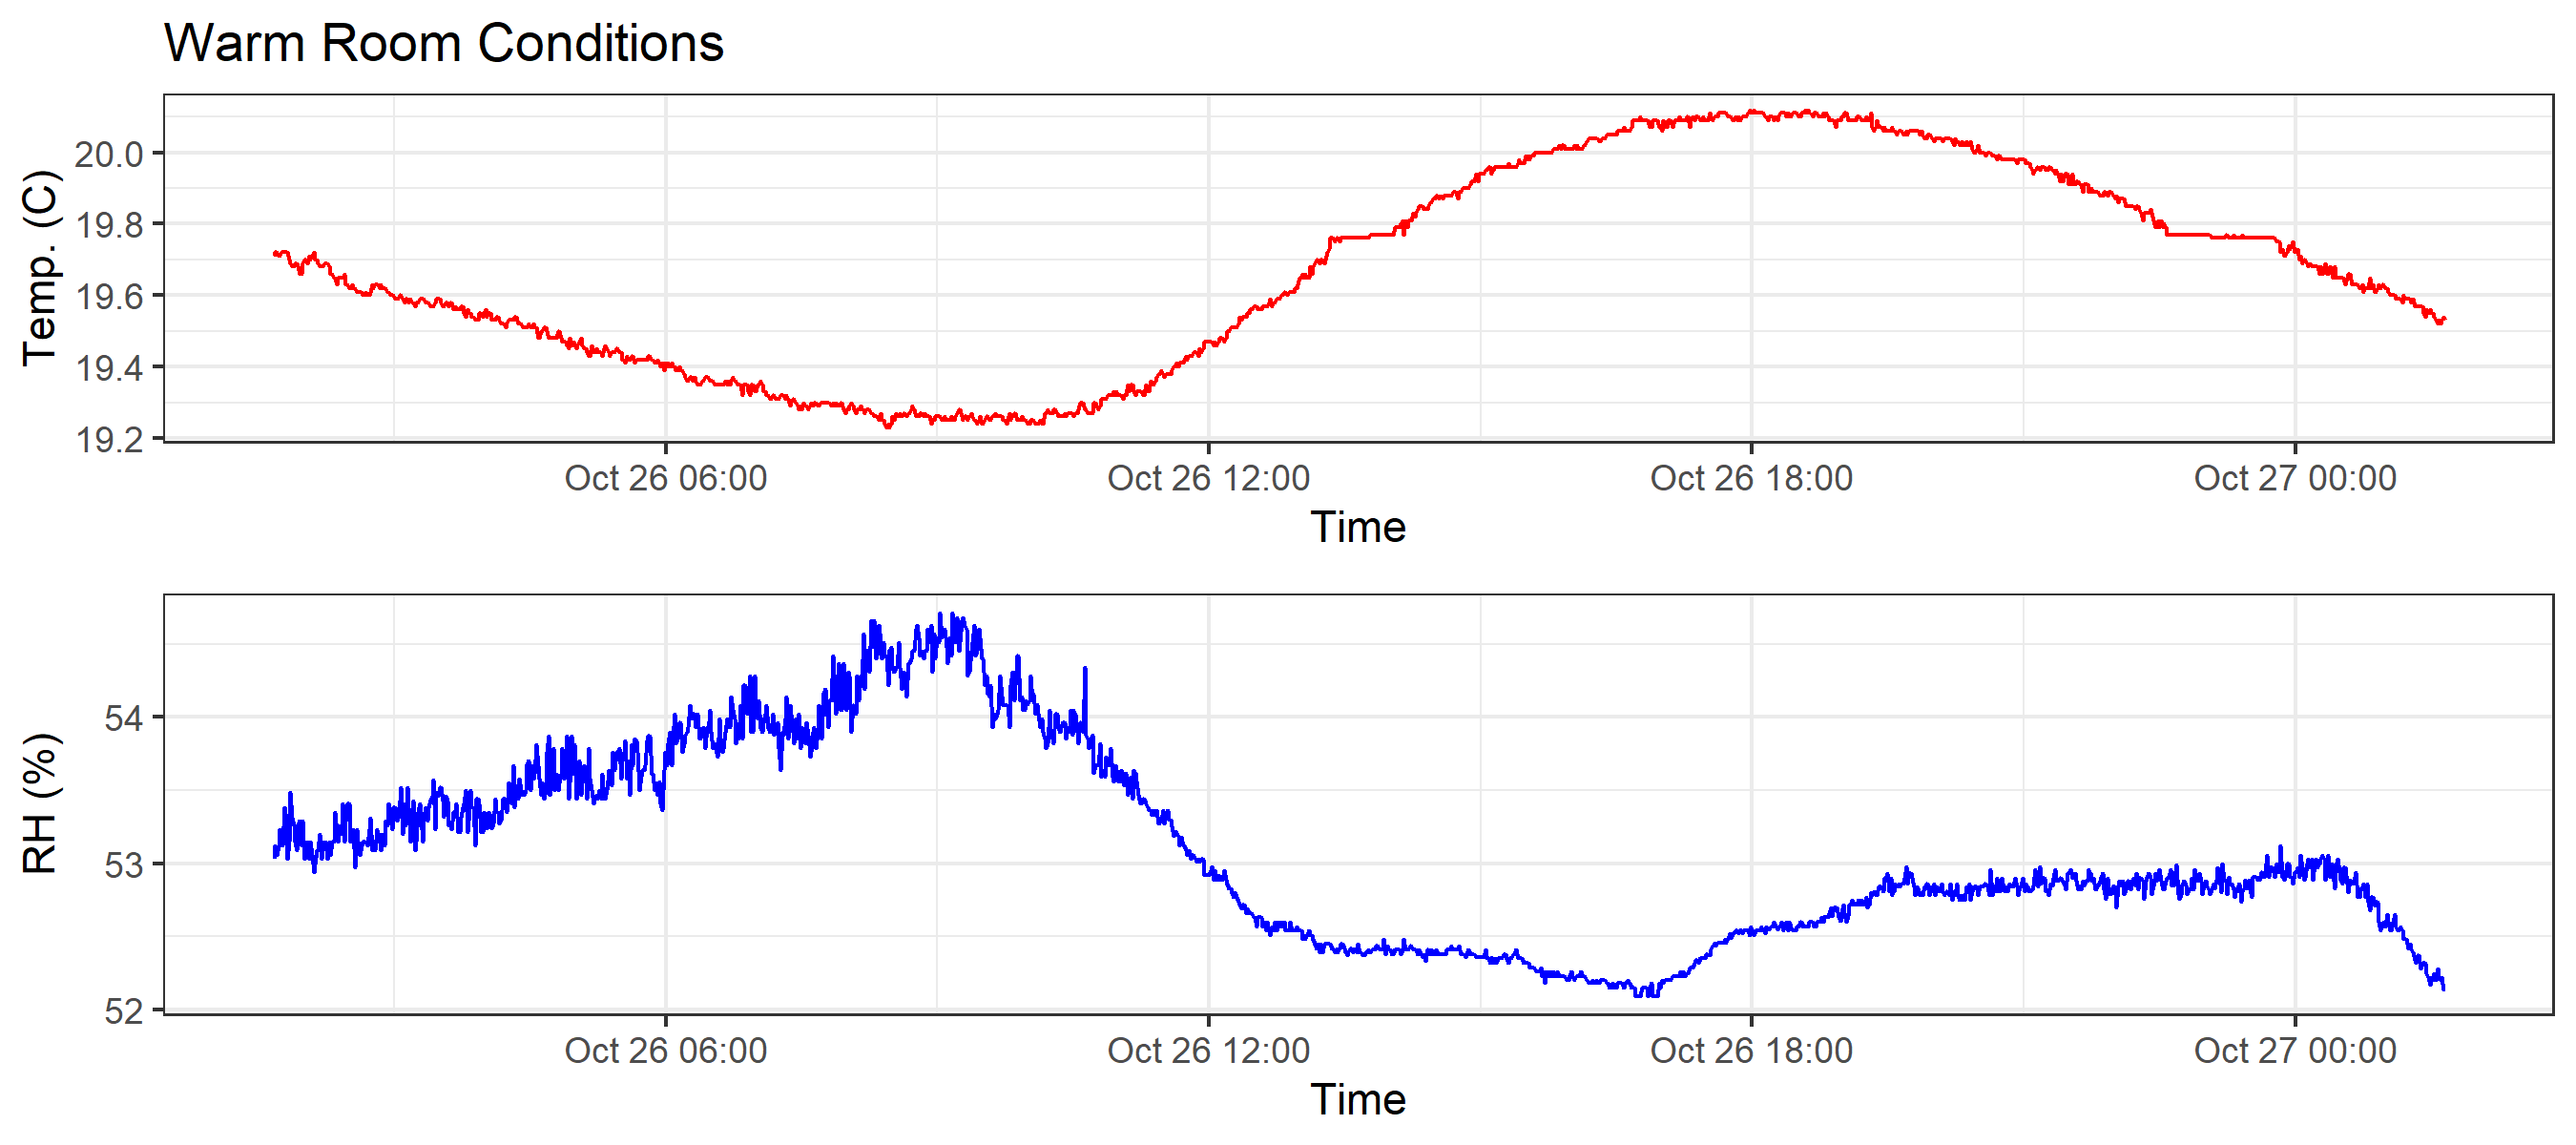 Warm Room Conditions
Temp. (C)
20.0
19.8
19.6
19.4
19.2
Oct 26 06:00 Oct 26 12:00 Oct 26 18:00 Oct 27 00:00
Time
RH (%)
54
53
52
Oct 26 06:00 Oct 26 12:00 Oct 26 18:00 Oct 27 00:00
Time